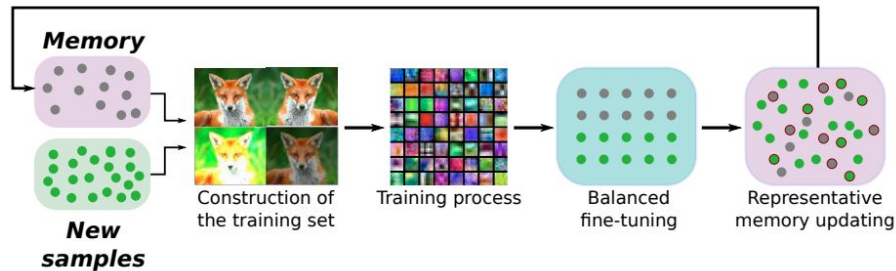 Memory
New
samples
Construction of
the training set
Training process
Balanced
fine-tuning
Representative
memory updating